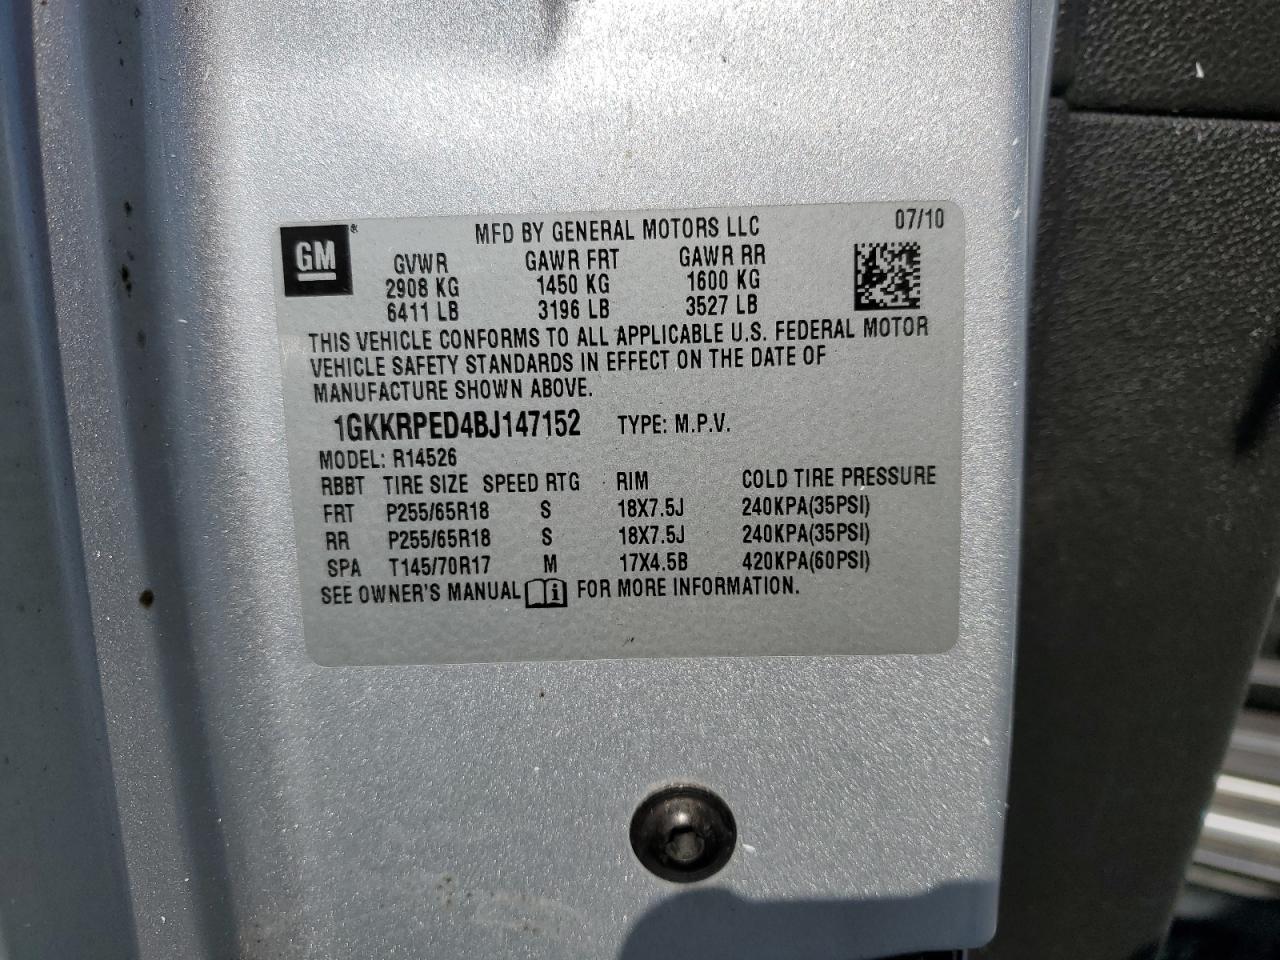 GM®
MFD BY GENERAL MOTORS LLC 07/10
GVWR GAWR FRT GAWR RR
2908 KG 1450 KG 1600 KG
6411 LB 3196 LB 3527 LB
THIS VEHICLE CONFORMS TO ALL APPLICABLE U.S. FEDERAL MOTOR
VEHICLE SAFETY STANDARDS IN EFFECT ON THE DATE OF
MANUFACTURE SHOWN ABOVE.
1GKKRPED4BJ147152 TYPE: M.P.V.
MODEL: R14526
RBBT TIRE SIZE SPEED RTG RIM COLD TIRE PRESSURE
FRT P255/65R18 S 18X7.5J 240KPA(35PSI)
RR P255/65R18 S 18X7.5J 240KPA(35PSI)
SPA T145/70R17 M 17X4.5B 420KPA(60PSI)
SEE OWNER'S MANUAL i FOR MORE INFORMATION.